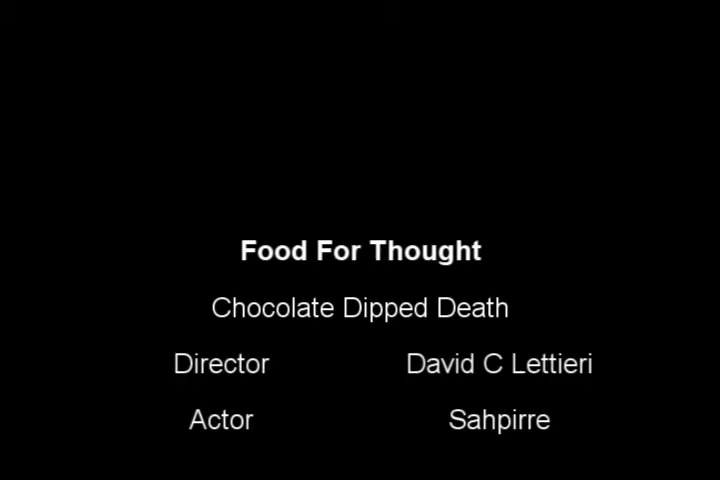 Food For Thought
Chocolate Dipped Death
Director David C Lettieri
Actor Sahpirre